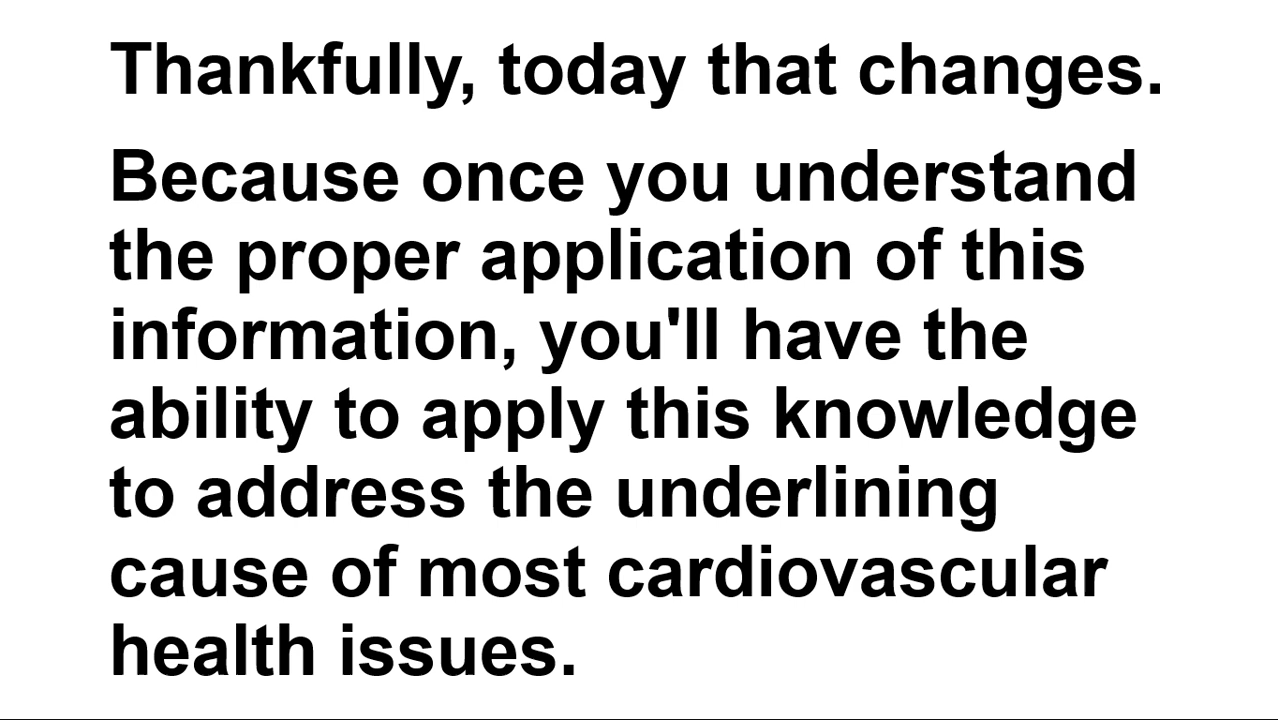 Thankfully, today that changes.
Because once you understand
the proper application of this
information, you'll have the
ability to apply this knowledge
to address the underlining
cause of most cardiovascular
health issues.